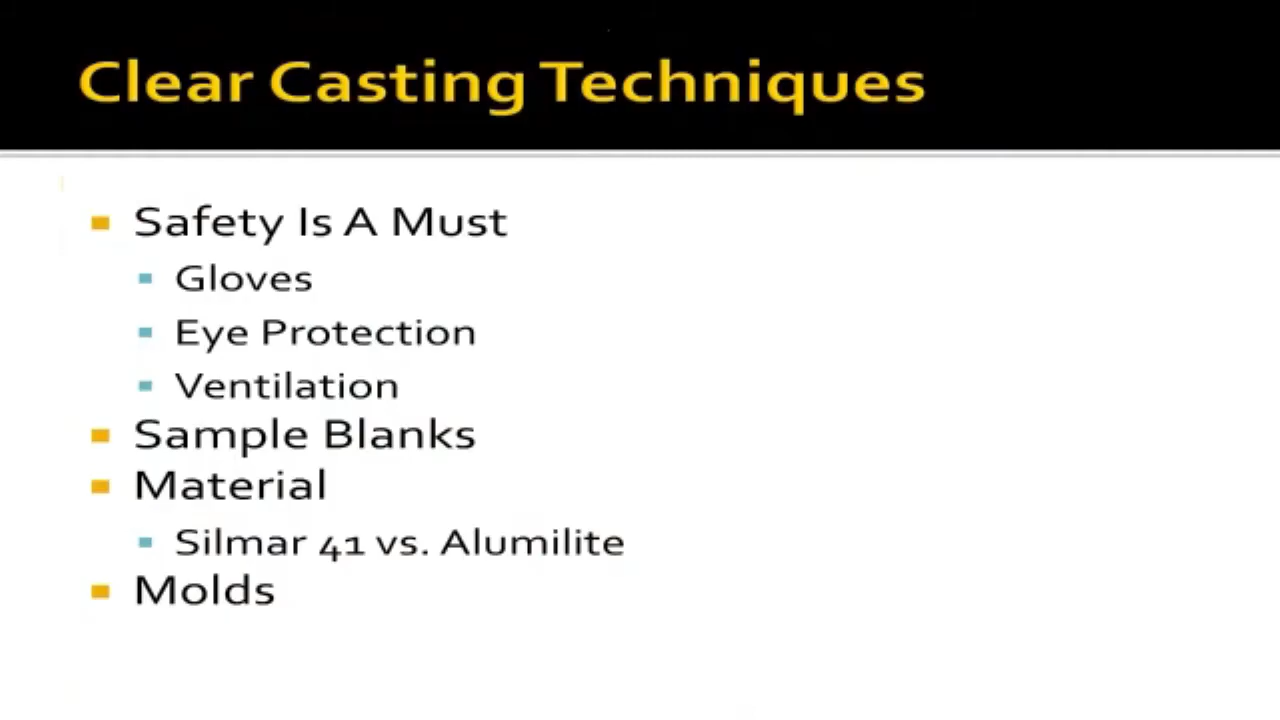 Clear Casting Techniques
Safety Is A Must
Gloves
Eye Protection
Ventilation
Sample Blanks
Material
Silmar 41 vs. Alumilite
Molds